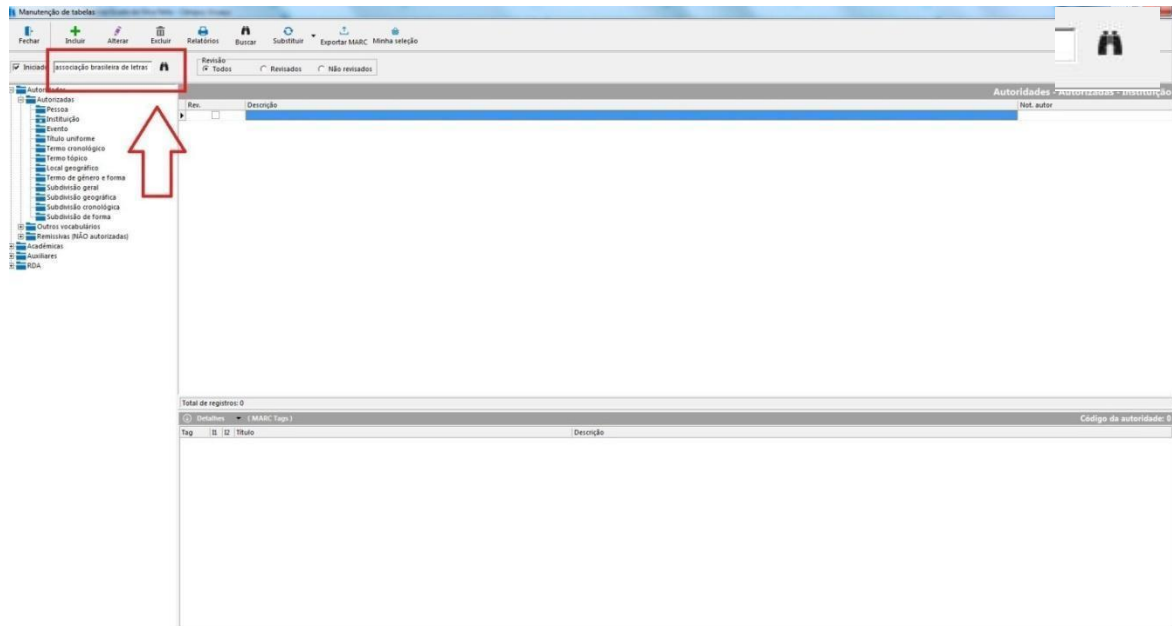 Manutenção de tabelas
Fechar Incluir Alterar Excluir Relatórios Buscar Substituir Exportar MARC Minha seleção
Iniciado associação brasileira de letras
Revisão
Todos Revisados Não revisados
Autoridades - Autorizados - Instituição
Autoridades
Autorizadas
Pessoa
Instituição
Evento
Título uniforme
Termo cronológico
Termo tópico
Local geográfico
Termo de gênero e forma
Subdivisão geral
Subdivisão geográfica
Subdivisão cronológica
Subdivisão de forma
Outros vocabulários
Remissivas (NÃO autorizadas)
Acadêmicas
Auxiliares
RDA
Rev. Descrição Not. autor
Total de registros: 0
Detalhes (MARC Tags) Código da autoridade: 0
Tag I1 I2 Título Descrição